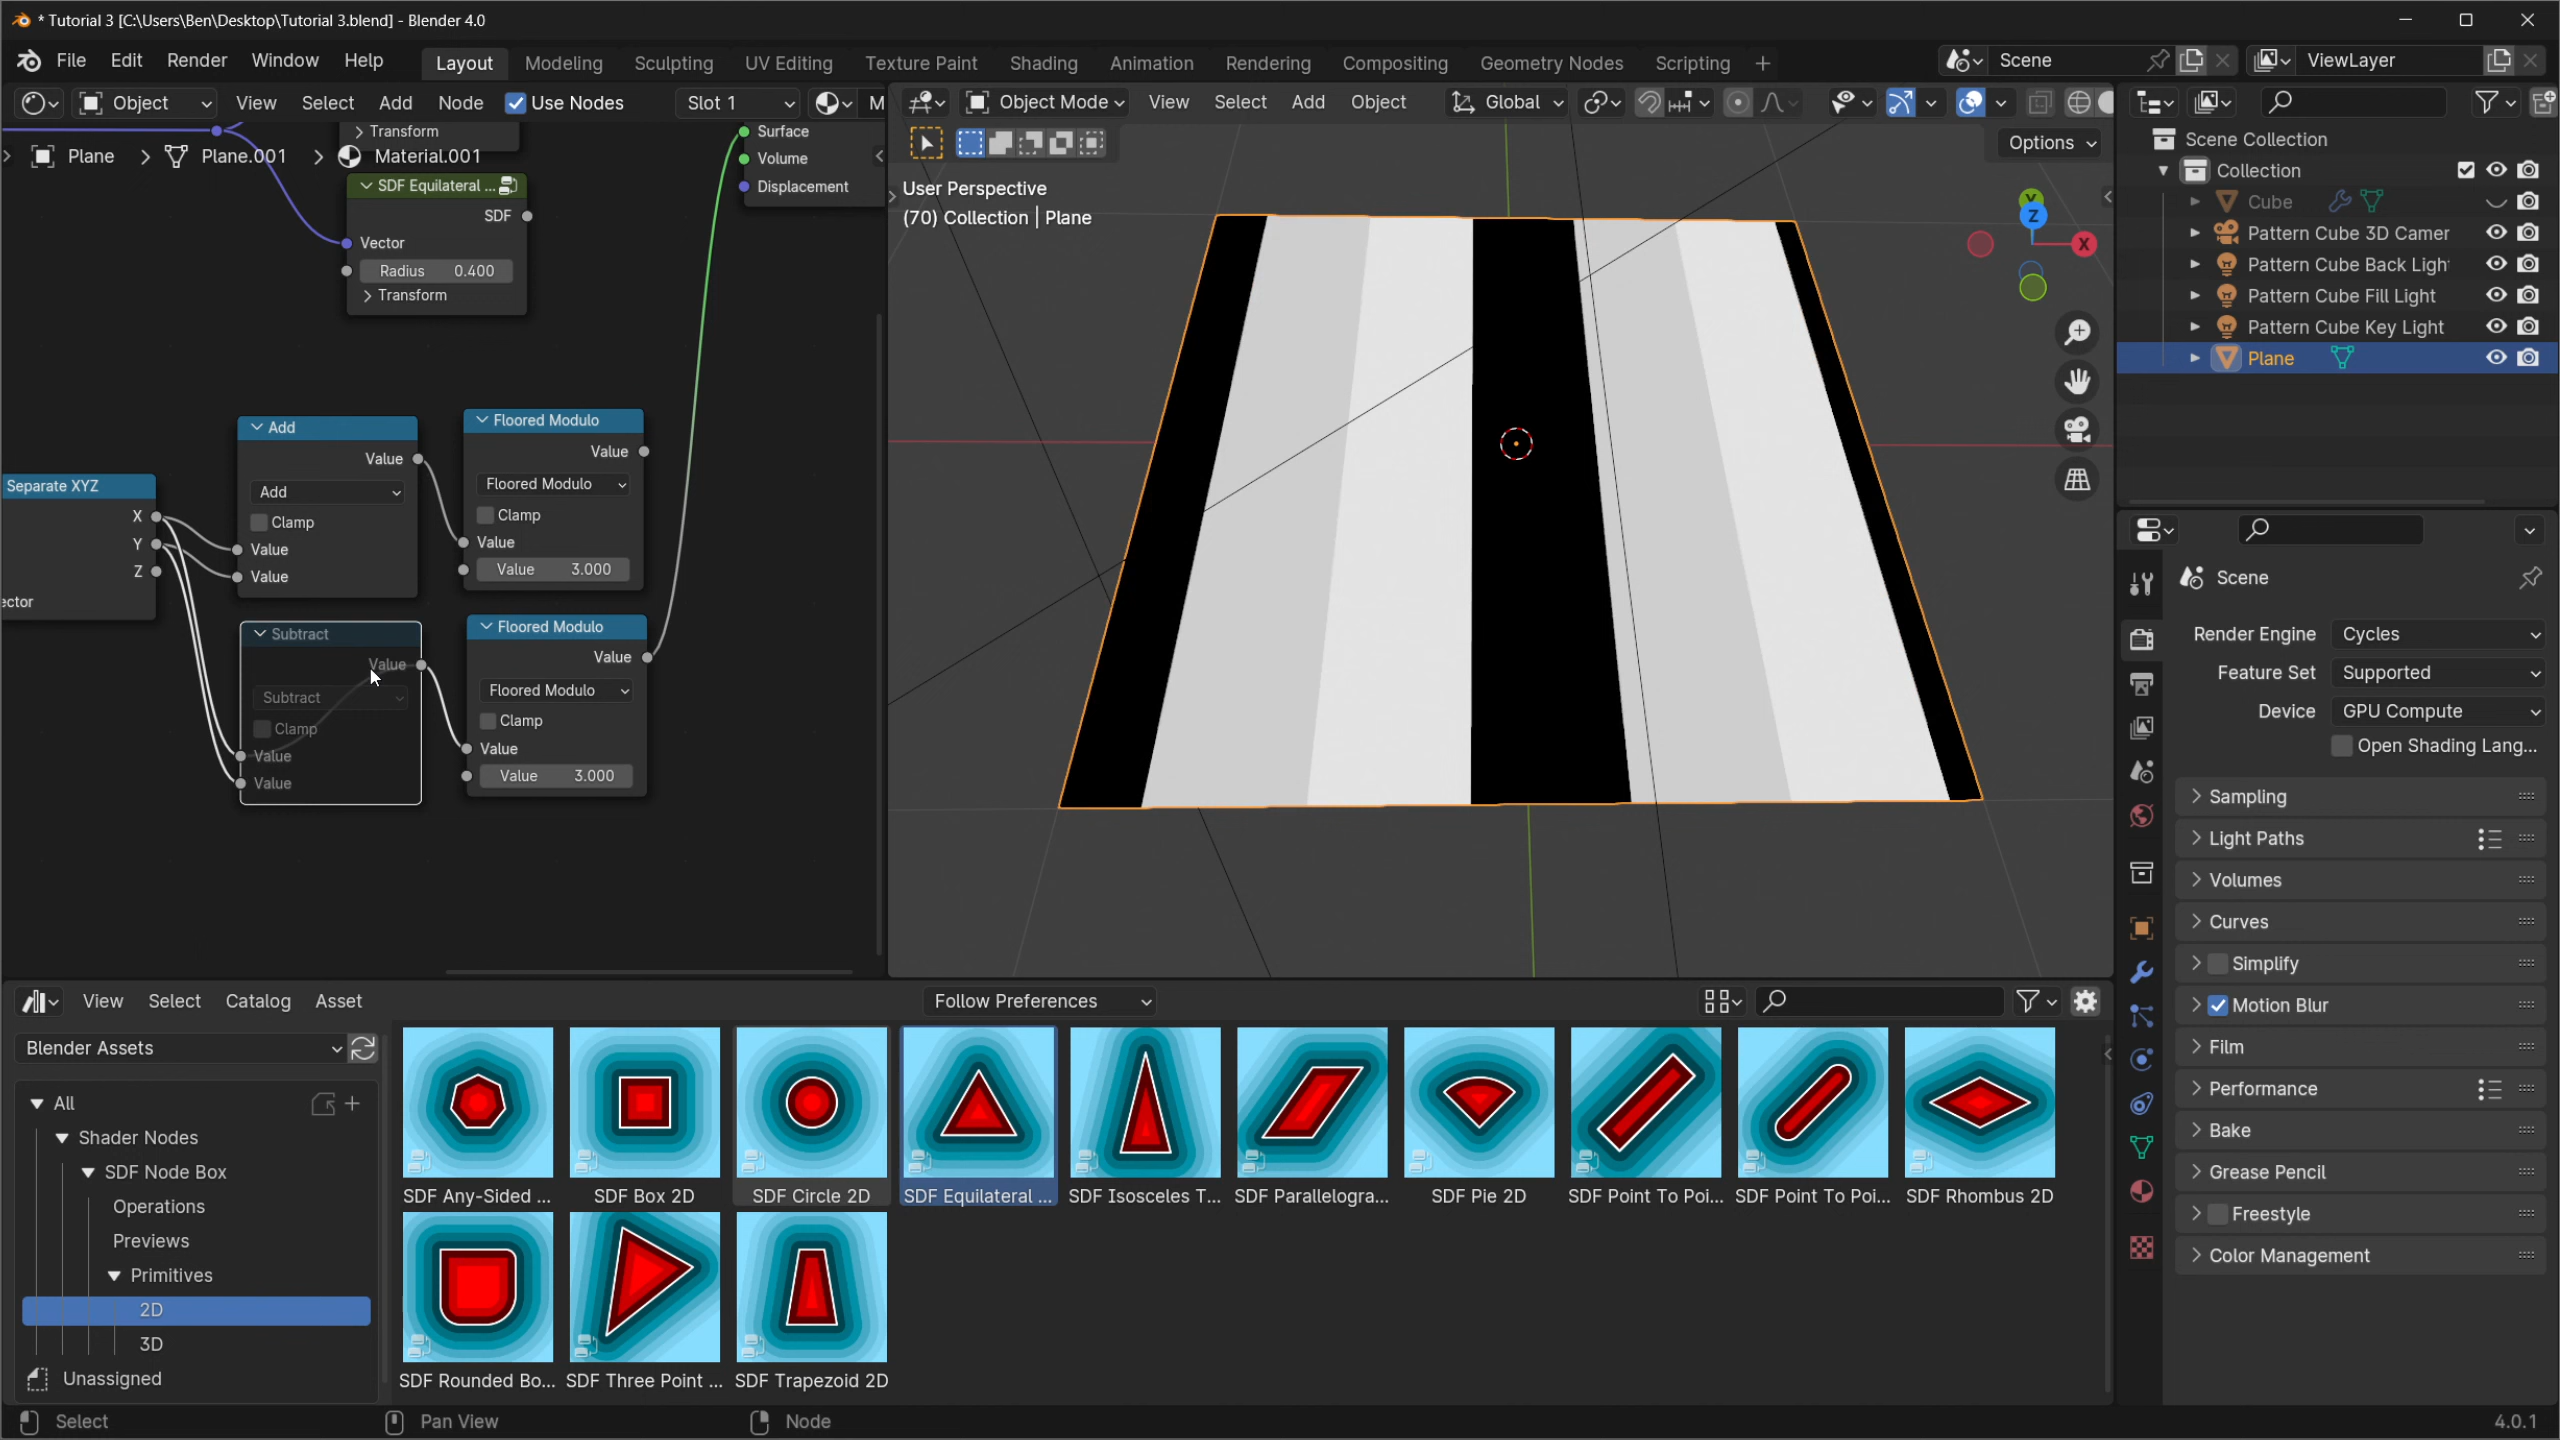 * Tutorial 3 [C:\Users\Ben\Desktop\Tutorial 3.blend] - Blender 4.0
File Edit Render Window Help Layout Modeling Sculpting UV Editing Texture Paint Shading Animation Rendering Compositing Geometry Nodes Scripting + Scene ViewLayer
Object View Select Add Node Use Nodes Slot 1 M
Object Mode View Select Add Object Global
Options
Plane > Plane.001 > Material.001
Transform
Surface
Volume
Displacement
SDF Equilateral ...
SDF
Vector
Radius 0.400
Transform
Add
Value
Add
Clamp
Value
Value
Floored Modulo
Value
Floored Modulo
Clamp
Value
Value 3.000
Separate XYZ
X
Y
Z
ector
Subtract
Value
Subtract
Clamp
Value
Value
Floored Modulo
Value
Floored Modulo
Clamp
Value
Value 3.000
User Perspective
(70) Collection | Plane
Y
Z
X
Scene Collection
Collection
Cube
Pattern Cube 3D Camer
Pattern Cube Back Ligh
Pattern Cube Fill Light
Pattern Cube Key Light
Plane
Scene
Render Engine Cycles
Feature Set Supported
Device GPU Compute
Open Shading Lang...
Sampling
Light Paths
Volumes
Curves
Simplify
Motion Blur
Film
Performance
Bake
Grease Pencil
Freestyle
Color Management
View Select Catalog Asset Follow Preferences
Blender Assets
All
Shader Nodes
SDF Node Box
Operations
Previews
Primitives
2D
3D
Unassigned
SDF Any-Sided ... SDF Box 2D SDF Circle 2D SDF Equilateral ... SDF Isosceles T... SDF Parallelogra... SDF Pie 2D SDF Point To Poi... SDF Point To Poi... SDF Rhombus 2D
SDF Rounded Bo... SDF Three Point ... SDF Trapezoid 2D
Select Pan View Node 4.0.1